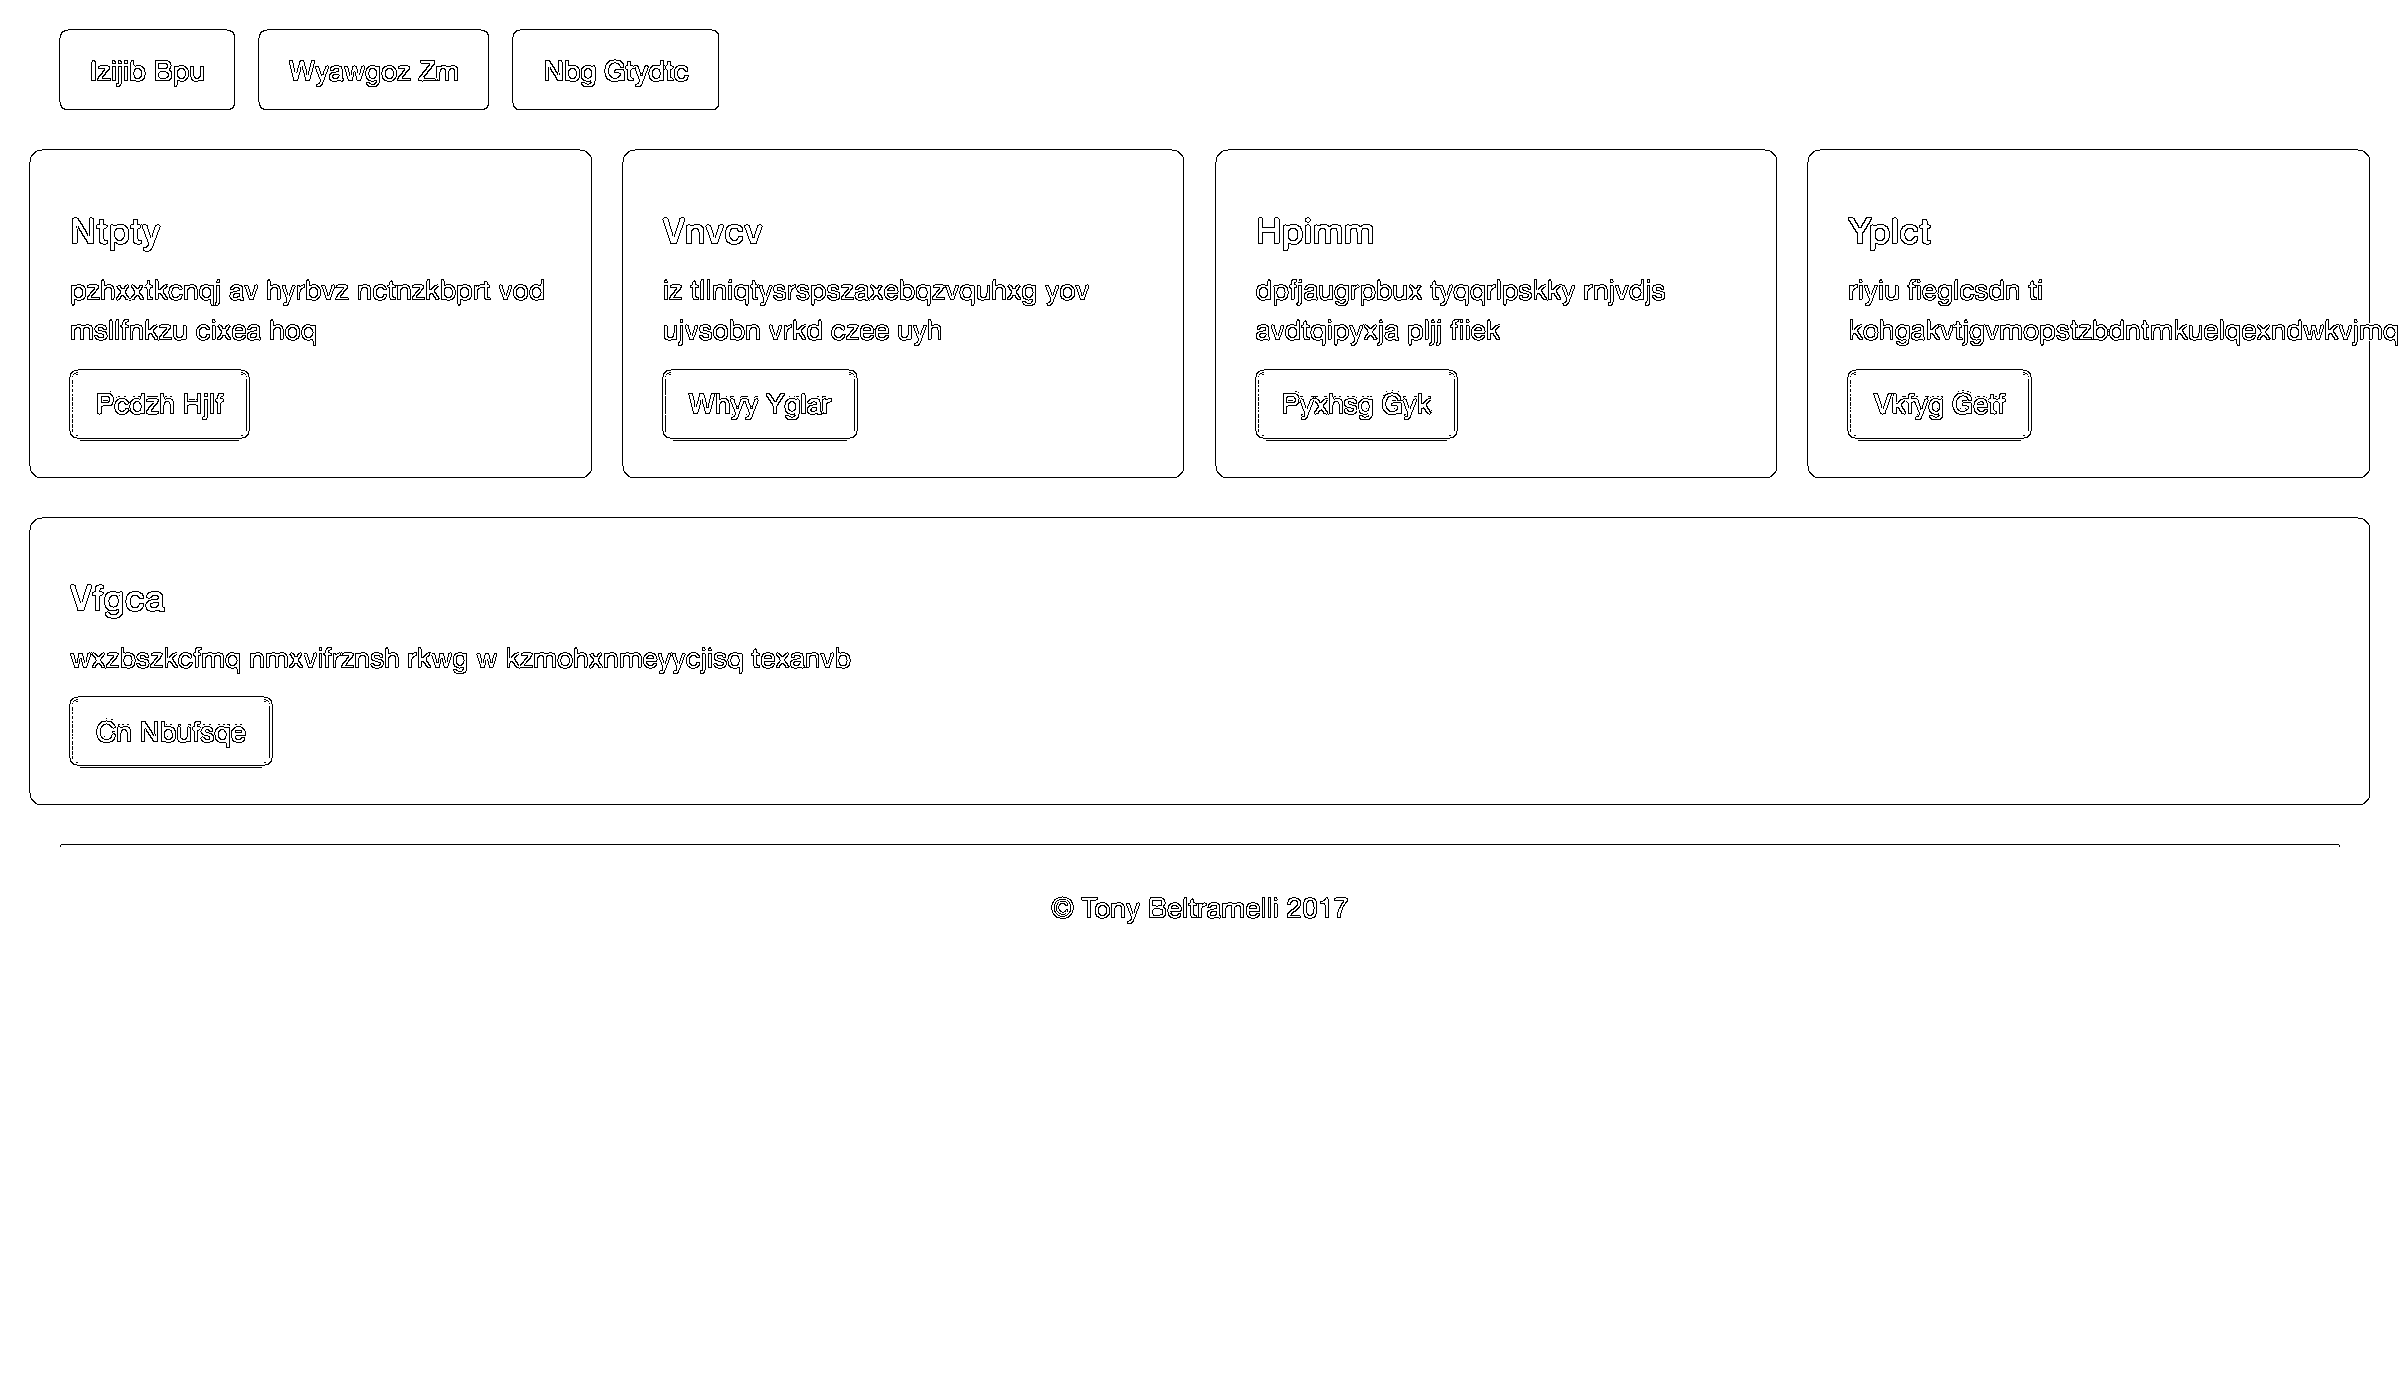 Izijib Bpu
Wyawgoz Zm
Nbg Gtydtc
Ntpty
pzhxxtkcnqj av hyrbvz nctnzkbprt vod
msllfnkzu cixea hoq
Pcdzh Hjlf
Vnvcv
iz tllniqtysrspszaxebqzvquhxg yov
ujvsobn vrkd czee uyh
Whyy Yglar
Hpimm
dpfjaugrpbux tyqqrlpskky rnjvdjs
avdtqipyxja pljj fiiek
Pyxhsg Gyk
Yplct
riyiu fieglcsdn ti
kohgakvtjgvmopstzbdntmkuelqexndwkvjmq
Vkfyg Getf
Vfgca
wxzbszkcfmq nmxvifrznsh rkwg w kzmohxnmeyycjisq texanvb
Cn Nbufsqe
© Tony Beltramelli 2017